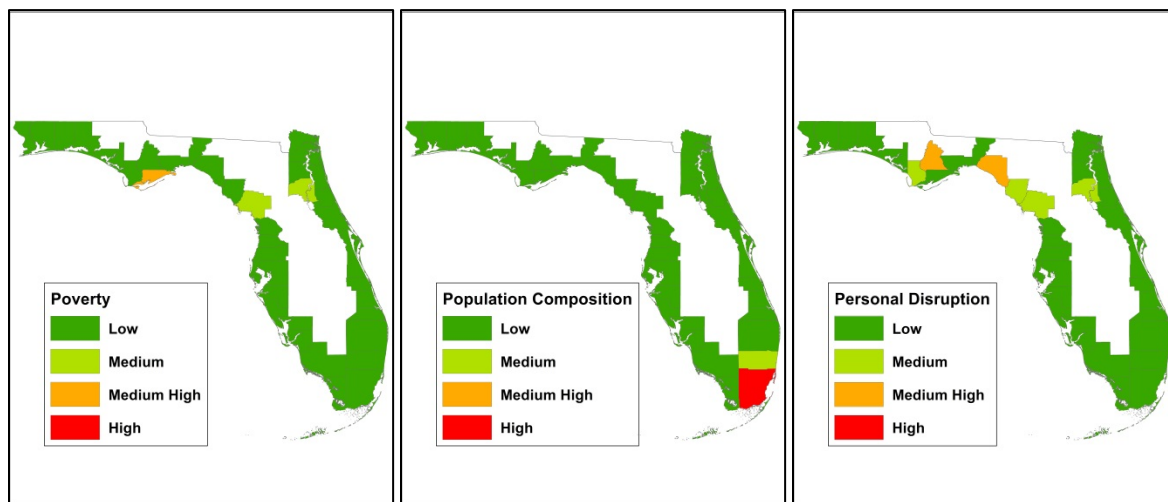 Poverty
Low
Medium
Medium High
High
Population Composition
Low
Medium
Medium High
High
Personal Disruption
Low
Medium
Medium High
High